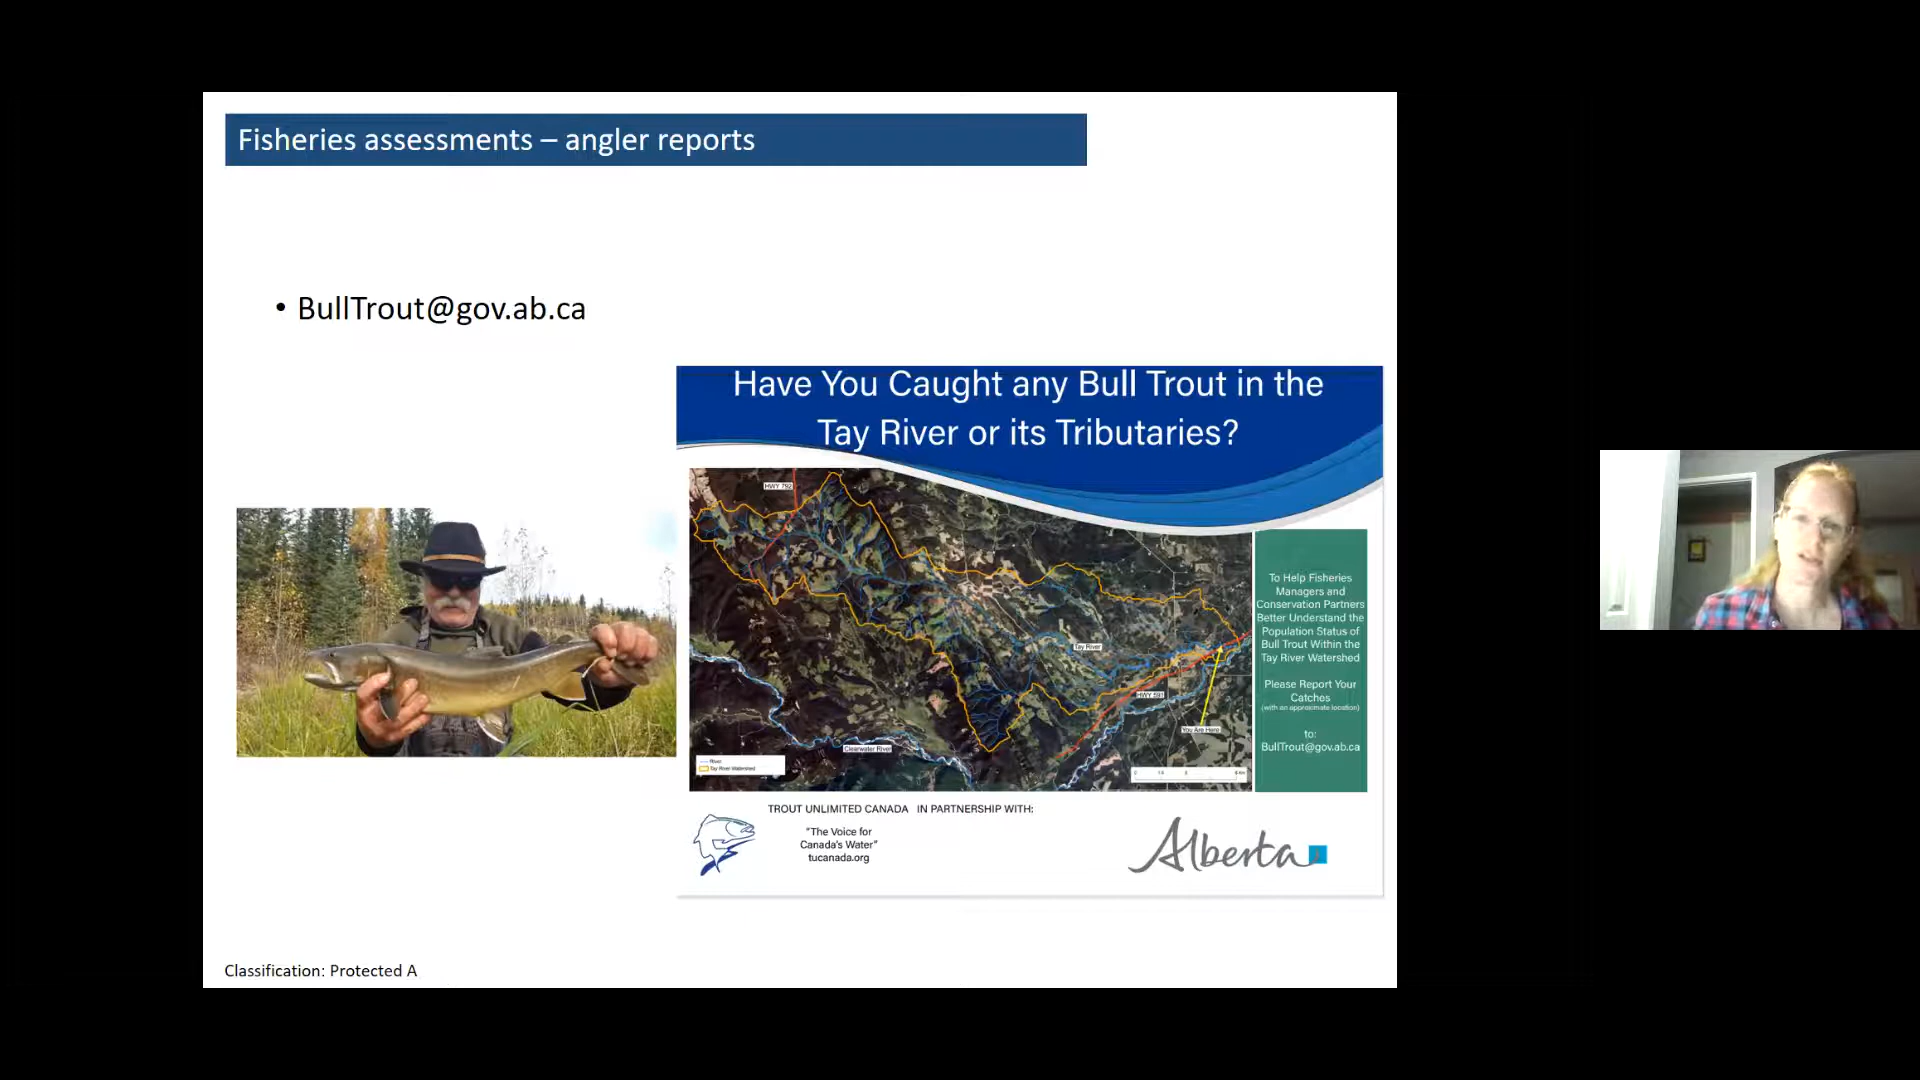 Fisheries assessments – angler reports
• BullTrout@gov.ab.ca
Have You Caught any Bull Trout in the
Tay River or its Tributaries?
HWY 752
Tay River
HWY 591
You Are Here
Clearwater River
River
Tay River Watershed
To Help Fisheries
Managers and
Conservation Partners
Better Understand the
Population Status of
Bull Trout Within the
Tay River Watershed
Please Report Your
Catches
(with an approximate location)
to:
BullTrout@gov.ab.ca
TROUT UNLIMITED CANADA IN PARTNERSHIP WITH:
"The Voice for
Canada's Water"
tucanada.org
Alberta
Classification: Protected A